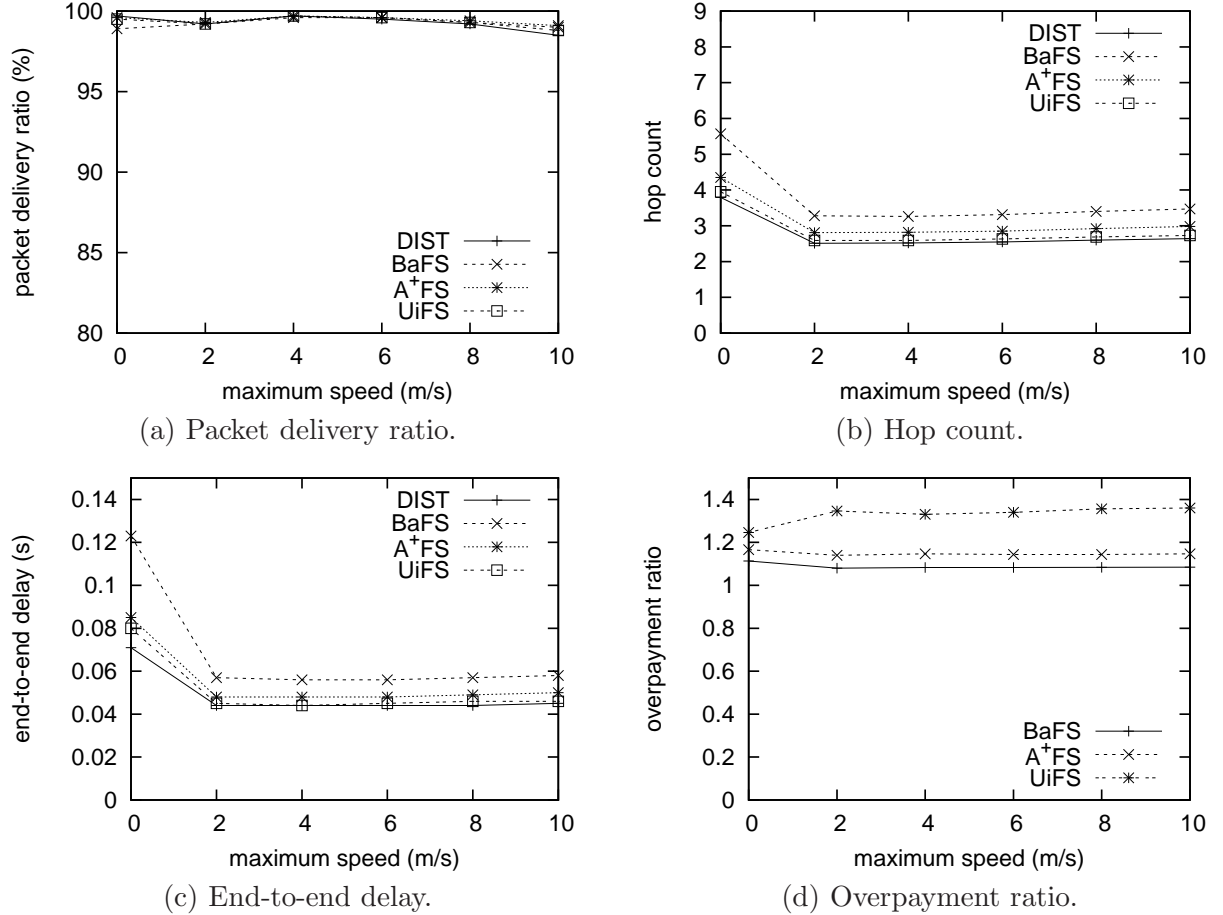 packet delivery ratio (%)
100
95
90
85
80
0 2 4 6 8 10
maximum speed (m/s)
DIST
BaFS
A+FS
UiFS
(a) Packet delivery ratio.
hop count
9
8
7
6
5
4
3
2
1
0
0 2 4 6 8 10
maximum speed (m/s)
DIST
BaFS
A+FS
UiFS
(b) Hop count.
end-to-end delay (s)
0.14
0.12
0.1
0.08
0.06
0.04
0.02
0
0 2 4 6 8 10
maximum speed (m/s)
DIST
BaFS
A+FS
UiFS
(c) End-to-end delay.
overpayment ratio
1.4
1.2
1
0.8
0.6
0.4
0.2
0
0 2 4 6 8 10
maximum speed (m/s)
BaFS
A+FS
UiFS
(d) Overpayment ratio.